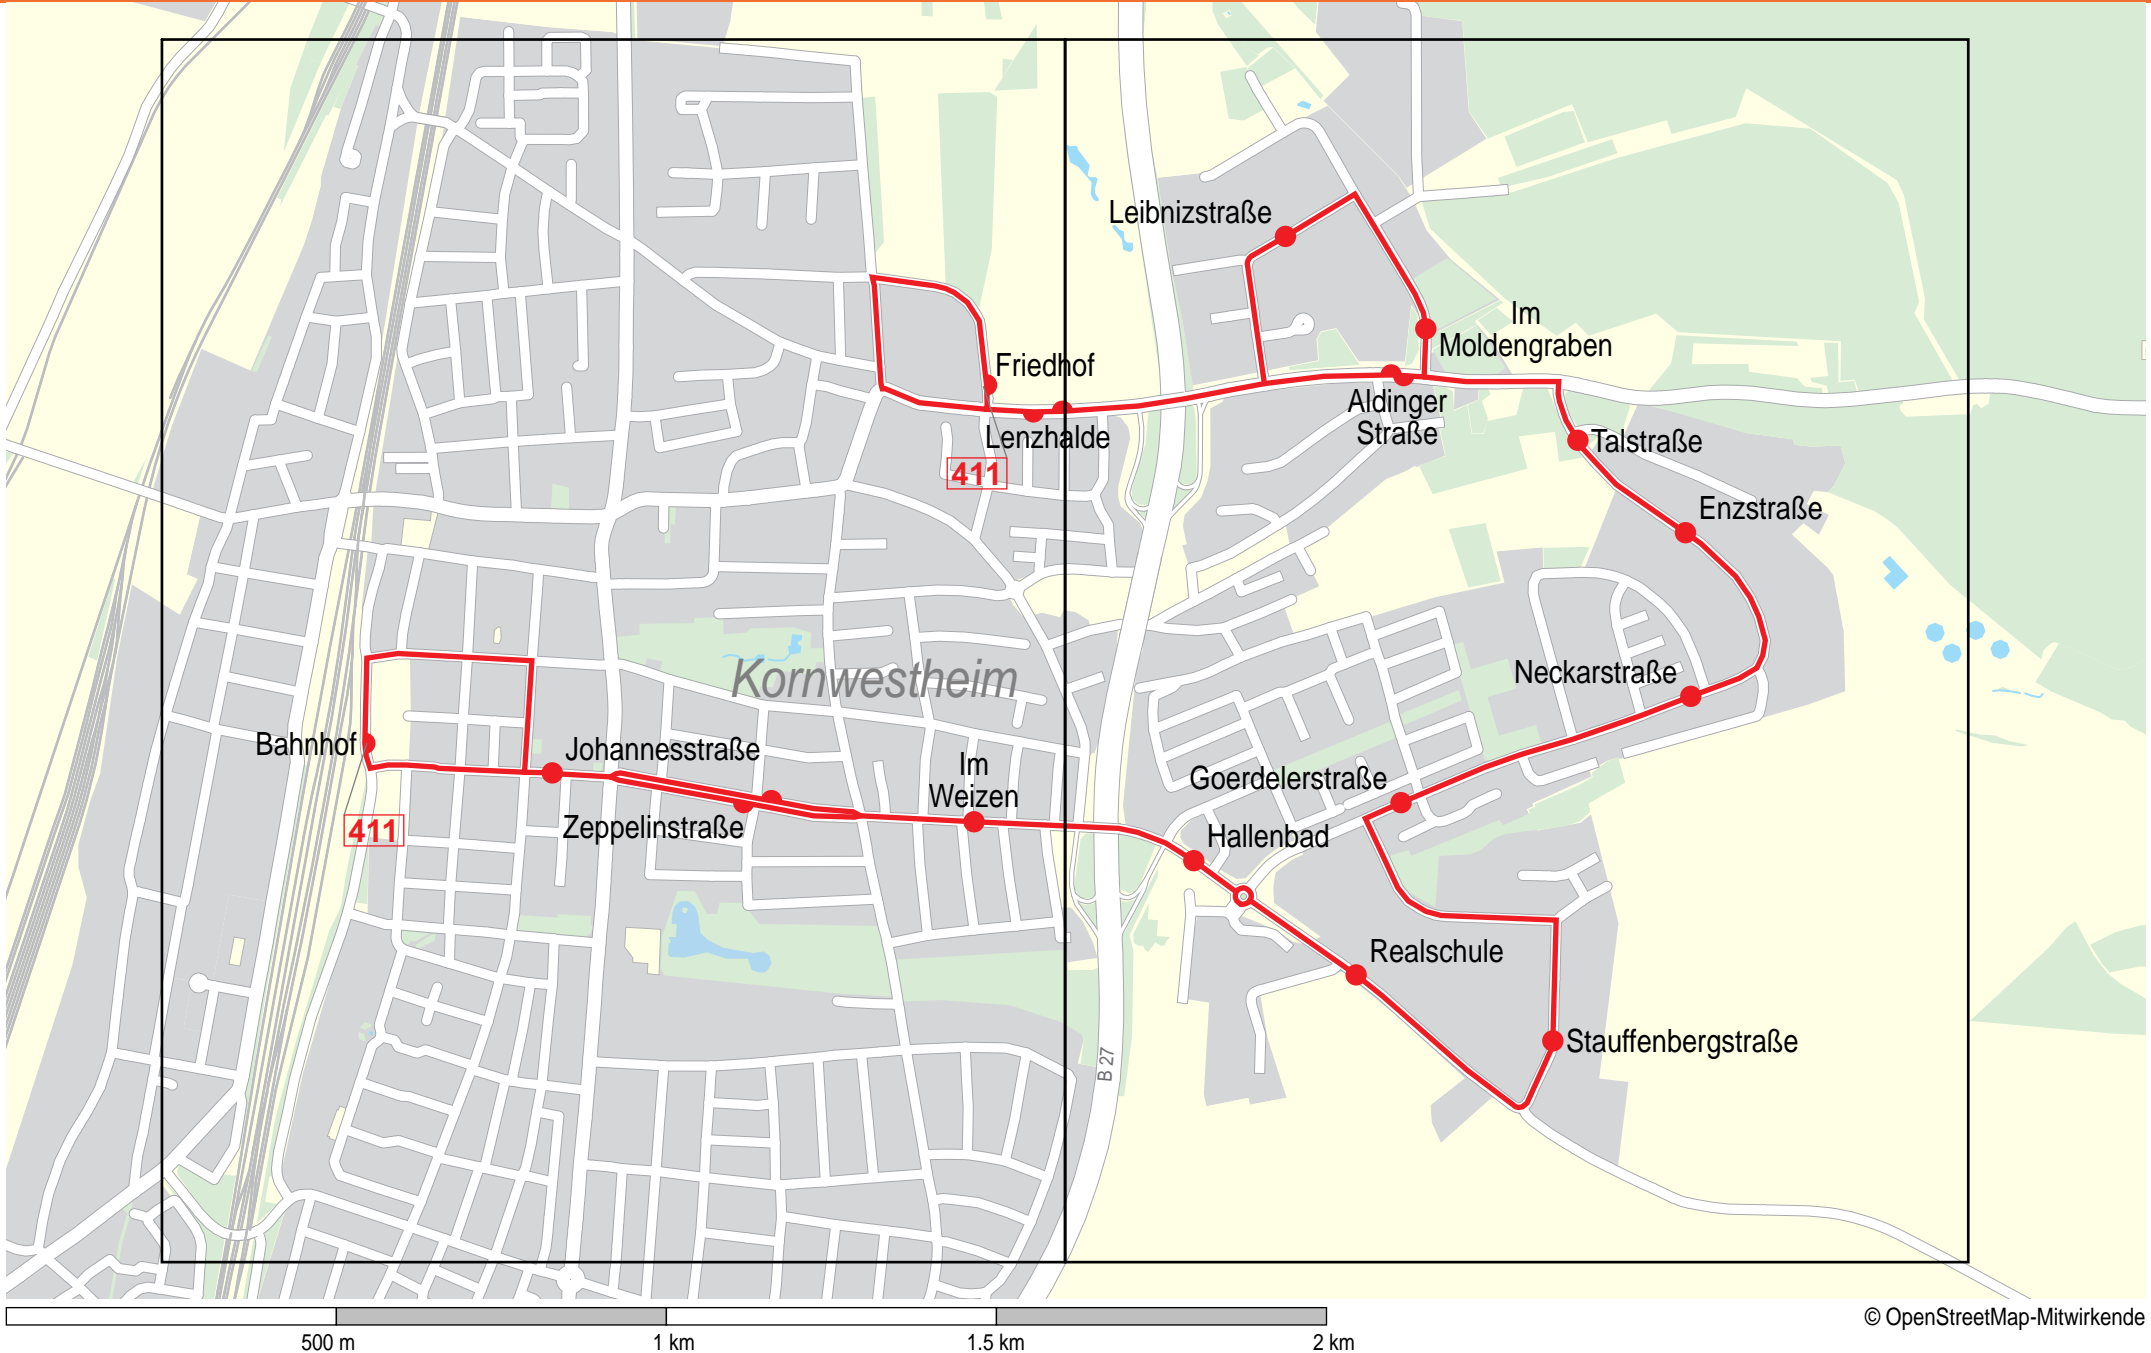 Leibnizstraße
Im
Moldengraben
Friedhof
Aldinger
Straße
Lenzhalde
Talstraße
411
Enzstraße
Kornwestheim
Neckarstraße
Bahnhof
Johannesstraße
Im
Weizen
Goerdelerstraße
Zeppelinstraße
411
Hallenbad
Realschule
Stauffenbergstraße
B 27
© OpenStreetMap-Mitwirkende
500 m
1 km
1.5 km
2 km